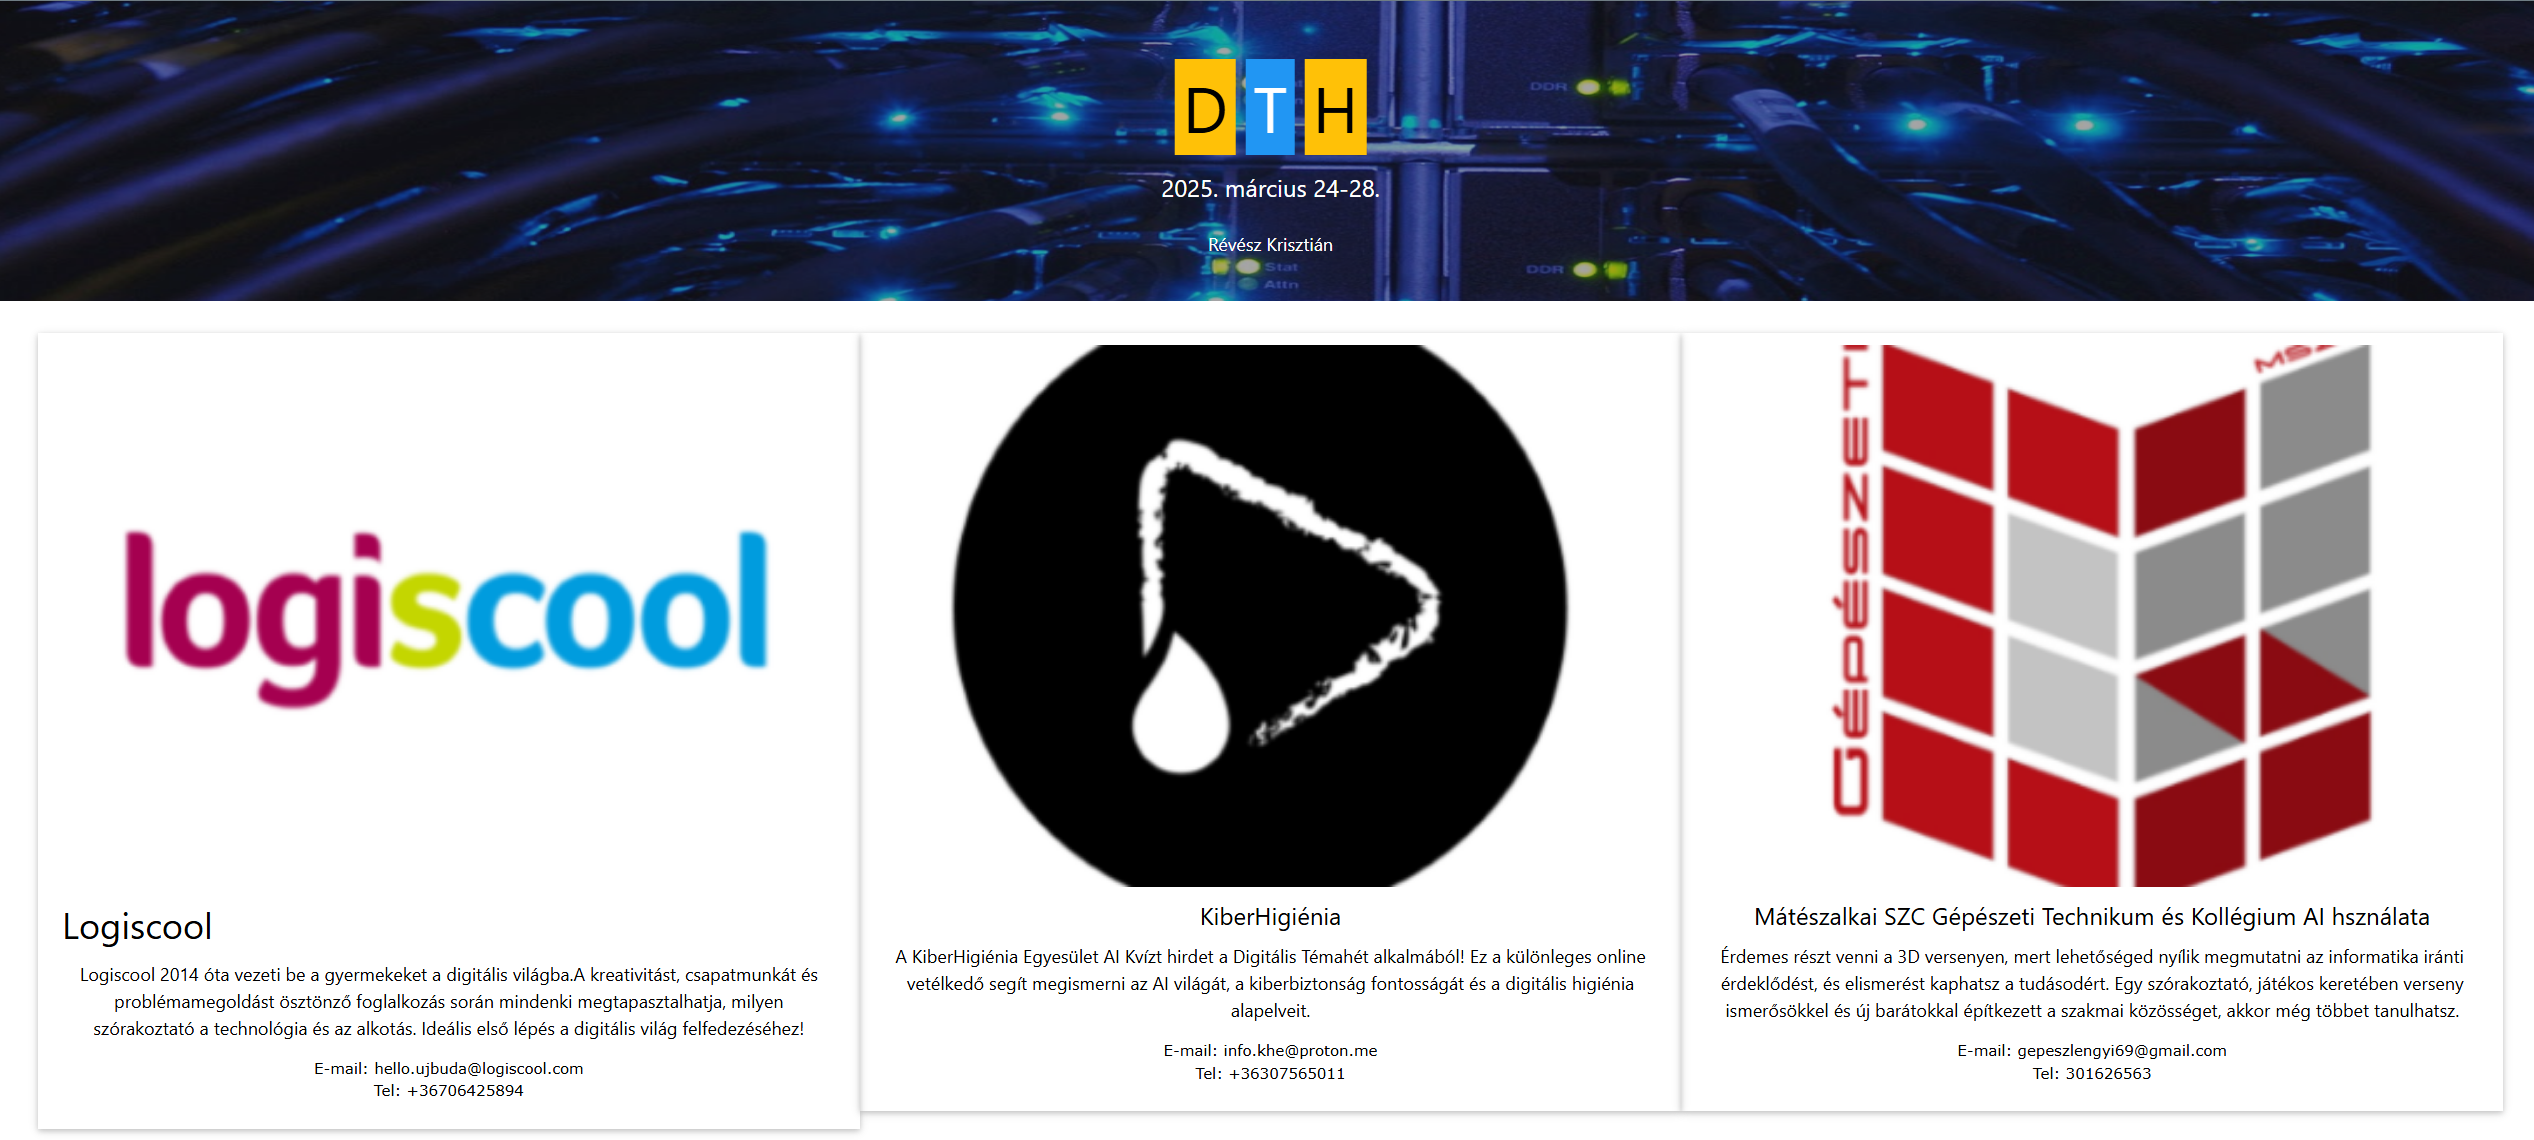 DDR
D T H
2025. március 24-28.
Révész Krisztián
Stat
DDR
Attn
logiscool
GÉPÉSZETI
Logiscool
Logiscool 2014 óta vezeti be a gyermekeket a digitális világba.A kreativitást, csapatmunkát és
problémamegoldást ösztönző foglalkozás során mindenki megtapasztalhatja, milyen
szórakoztató a technológia és az alkotás. Ideális első lépés a digitális világ felfedezéséhez!
E-mail: hello.ujbuda@logiscool.com
Tel: +36706425894
KiberHigiénia
A KiberHigiénia Egyesület AI Kvízt hirdet a Digitális Témahét alkalmából! Ez a különleges online
vetélkedő segít megismerni az AI világát, a kiberbiztonság fontosságát és a digitális higiénia
alapelveit.
E-mail: info.khe@proton.me
Tel: +36307565011
Mátészalkai SZC Gépészeti Technikum és Kollégium AI hsználata
Érdemes részt venni a 3D versenyen, mert lehetőséged nyílik megmutatni az informatika iránti
érdeklődést, és elismerést kaphatsz a tudásodért. Egy szórakoztató, játékos keretében verseny
ismerősökkel és új barátokkal építkezett a szakmai közösséget, akkor még többet tanulhatsz.
E-mail: gepeszlengyi69@gmail.com
Tel: 301626563